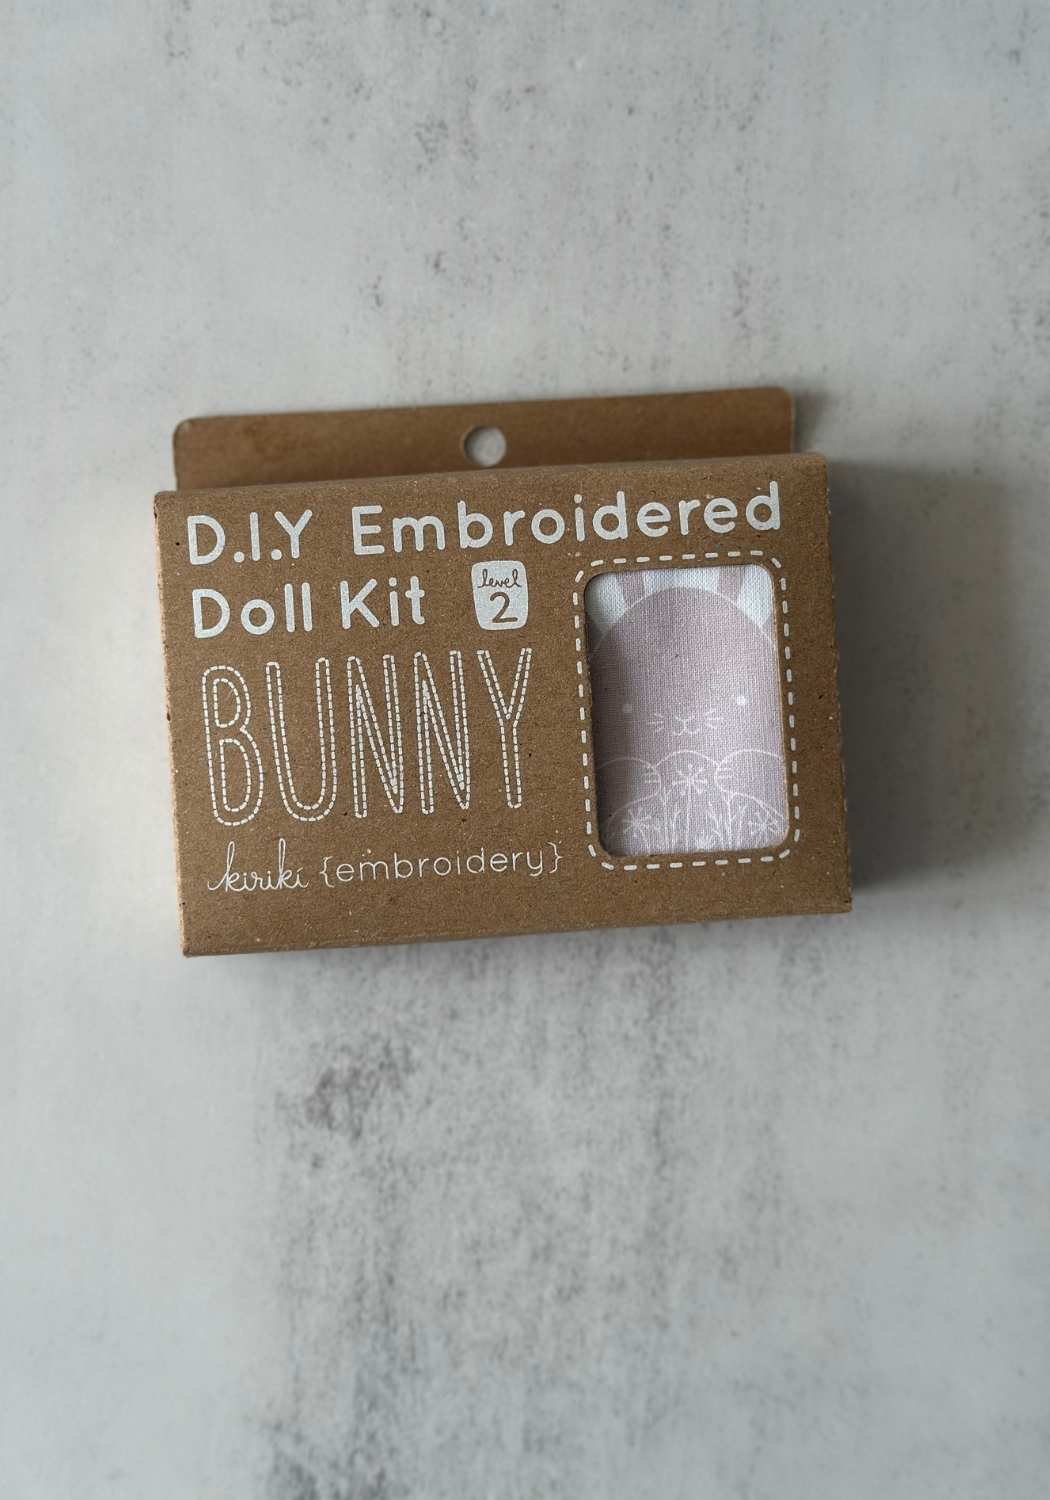 D.I.Y Embroidered
Doll Kit
level
2
BUNNY
kiriki {embroidery}